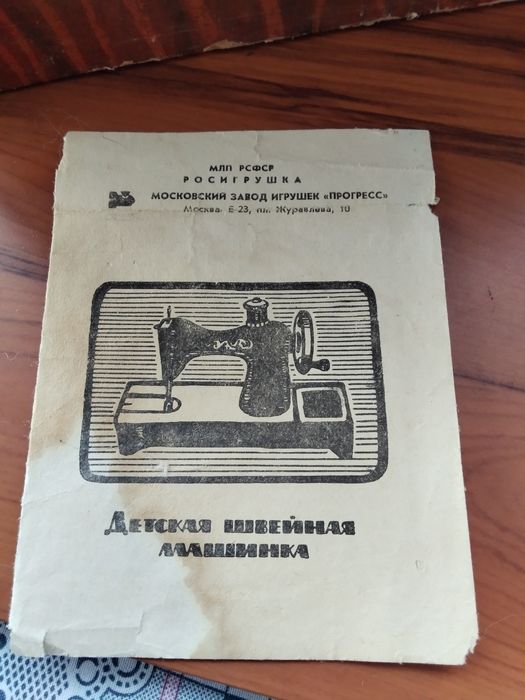 МЛП РСФСР
РОСИГРУШКА
МОСКОВСКИЙ ЗАВОД ИГРУШЕК «ПРОГРЕСС»
Москва, Е-23, пл. Журавлева, 10
ДЕТСКАЯ ШВЕЙНАЯ
МАШИНКА